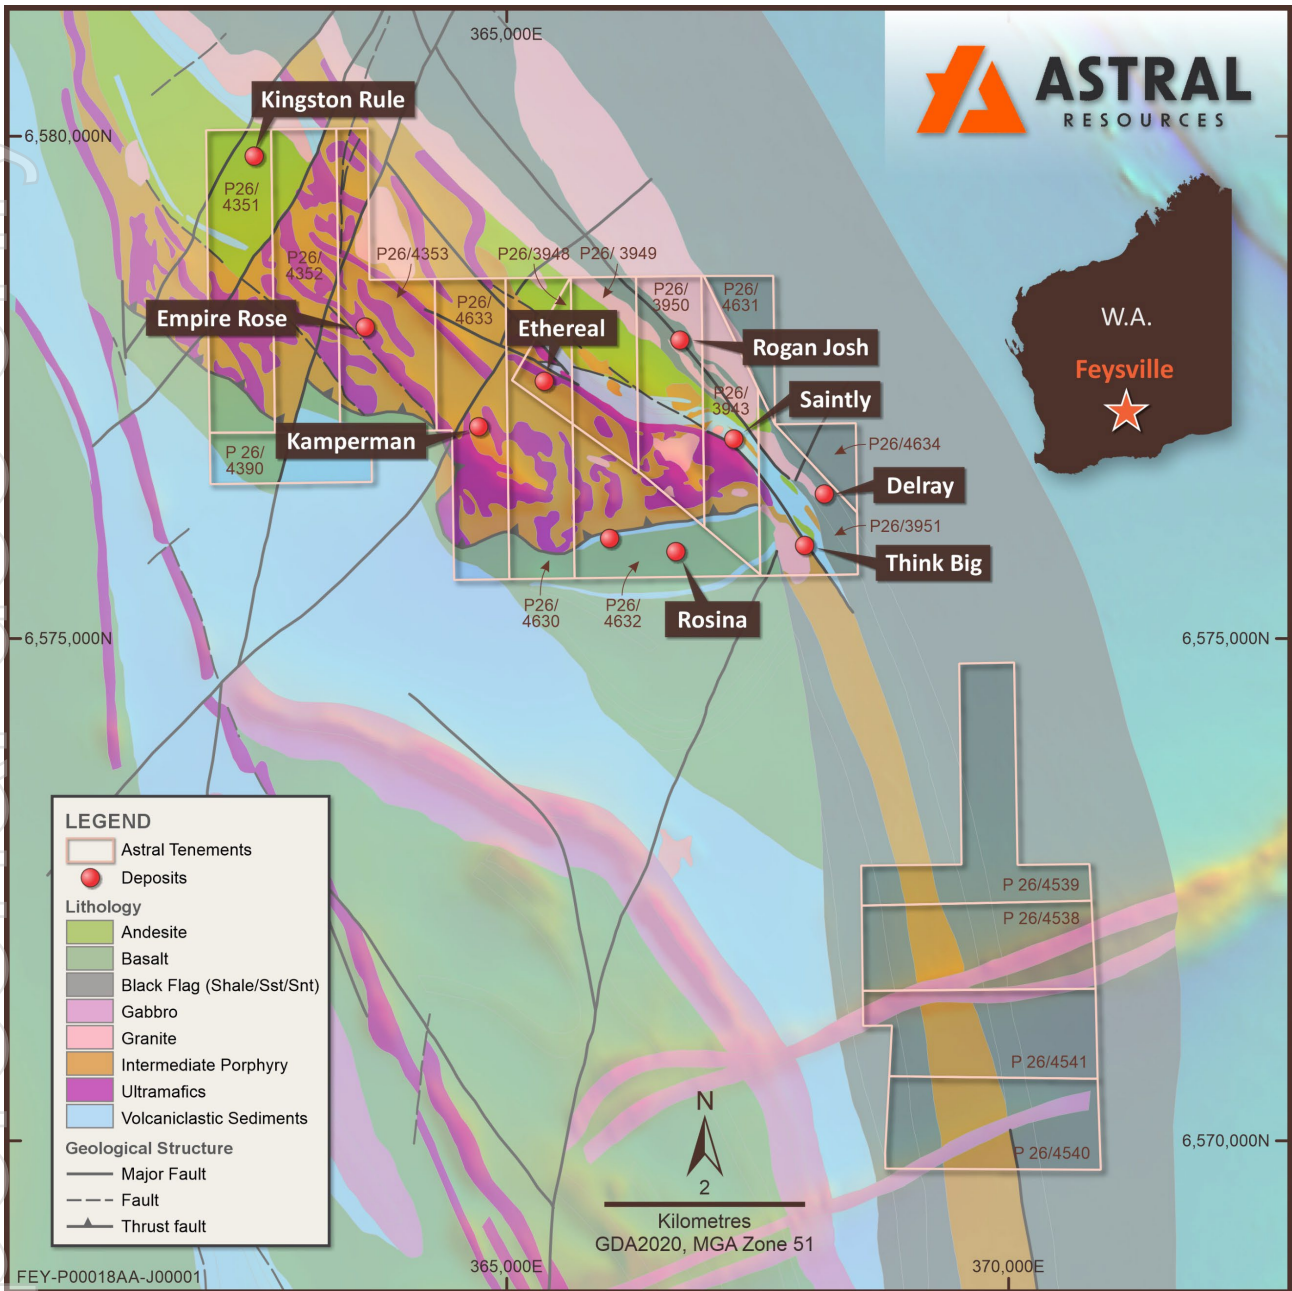 365,000E
ASTRAL
RESOURCES
Kingston Rule
6,580,000N
P26/
4351
P26/
4352
P26/4353
P26/3948
P26/ 3949
P26/
4633
P26/
3950
P26/
4631
W.A.
Feysville
Empire Rose
Ethereal
Rogan Josh
P26/
3943
Saintly
Kamperman
P 26/
4390
P26/4634
Delray
P26/3951
Think Big
P26/
4630
P26/
4632
Rosina
6,575,000N
6,575,000N
LEGEND
Astral Tenements
Deposits
Lithology
Andesite
Basalt
Black Flag (Shale/Sst/Snt)
Gabbro
Granite
Intermediate Porphyry
Ultramafics
Volcaniclastic Sediments
Geological Structure
Major Fault
Fault
Thrust fault
P 26/4539
P 26/4538
P 26/4541
P 26/4540
6,570,000N
N
2
Kilometres
GDA2020, MGA Zone 51
FEY-P00018AA-J00001
365,000E
370,000E